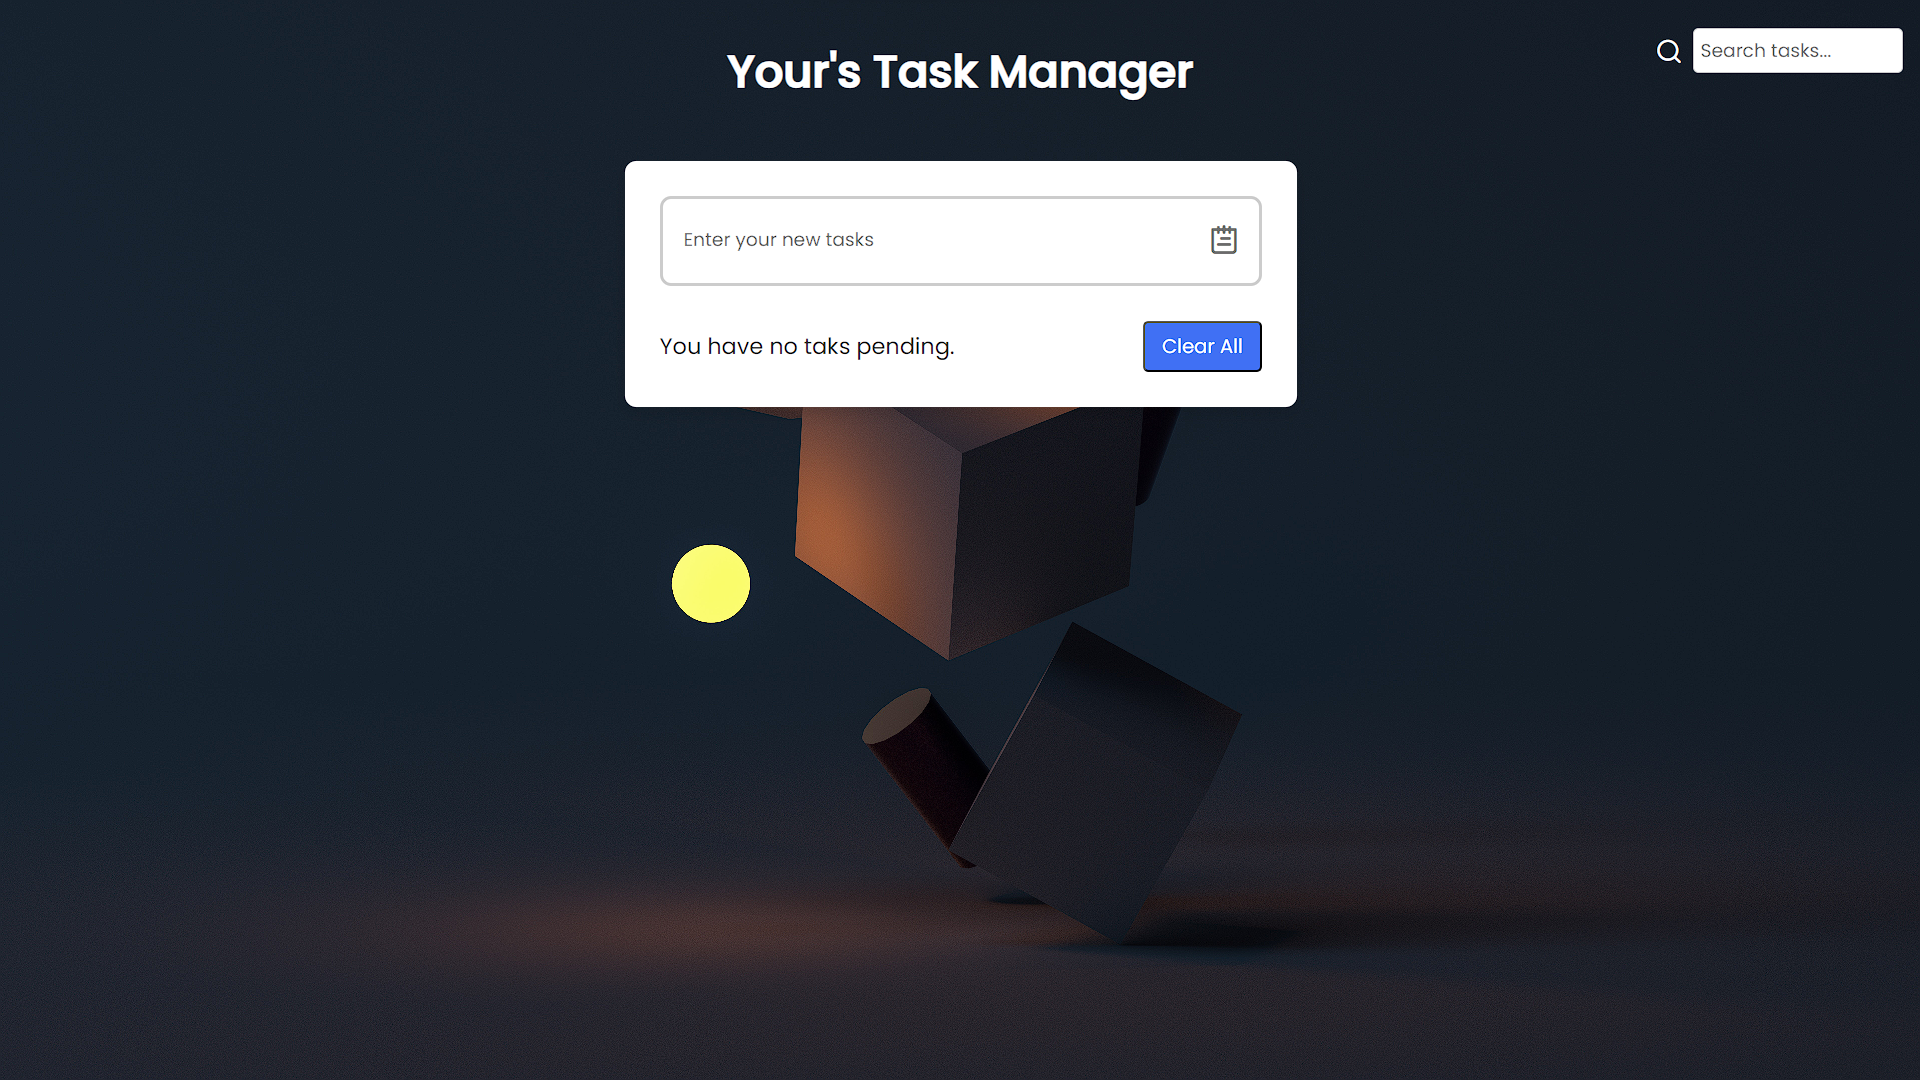 Your's Task Manager
Search tasks...
Enter your new tasks
You have no taks pending.
Clear All